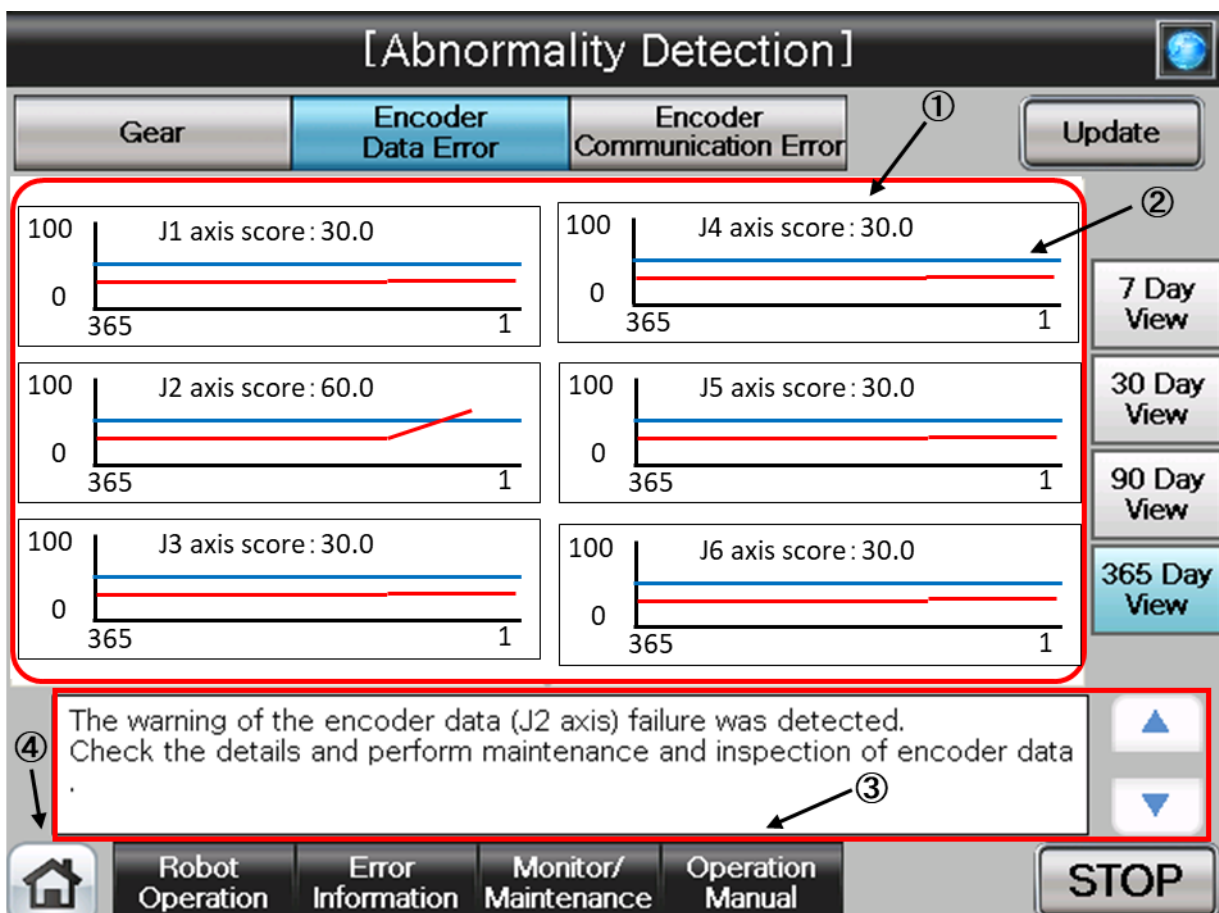 [Abnormality Detection]
Gear
Encoder
Data Error
Encoder
Communication Error
①
Update
②
100
J1 axis score：30.0
0
365
1
100
J4 axis score：30.0
0
365
1
7 Day
View
100
J2 axis score：60.0
0
365
1
100
J5 axis score：30.0
0
365
1
30 Day
View
90 Day
View
100
J3 axis score：30.0
0
365
1
100
J6 axis score：30.0
0
365
1
365 Day
View
The warning of the encoder data (J2 axis) failure was detected.
Check the details and perform maintenance and inspection of encoder data
.
④
③
Robot
Operation
Error
Information
Monitor/
Maintenance
Operation
Manual
STOP